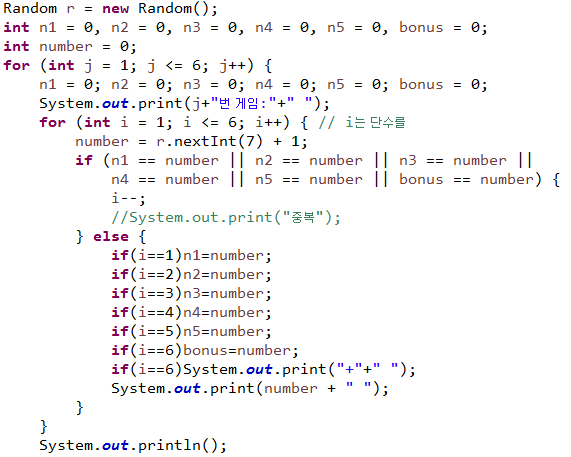 Random r = new Random();
int n1 = 0, n2 = 0, n3 = 0, n4 = 0, n5 = 0, bonus = 0;
int number = 0;
for (int j = 1; j <= 6; j++) {
    n1 = 0; n2 = 0; n3 = 0; n4 = 0; n5 = 0; bonus = 0;
    System.out.print(j+"번 게임:"+" ");
    for (int i = 1; i <= 6; i++) { // i는 단수를
        number = r.nextInt(7) + 1;
        if (n1 == number || n2 == number || n3 == number ||
            n4 == number || n5 == number || bonus == number) {
            i--;
            //System.out.print("중복");
        } else {
            if(i==1)n1=number;
            if(i==2)n2=number;
            if(i==3)n3=number;
            if(i==4)n4=number;
            if(i==5)n5=number;
            if(i==6)bonus=number;
            if(i==6)System.out.print("+"+" ");
            System.out.print(number + " ");
        }
    }
    System.out.println();